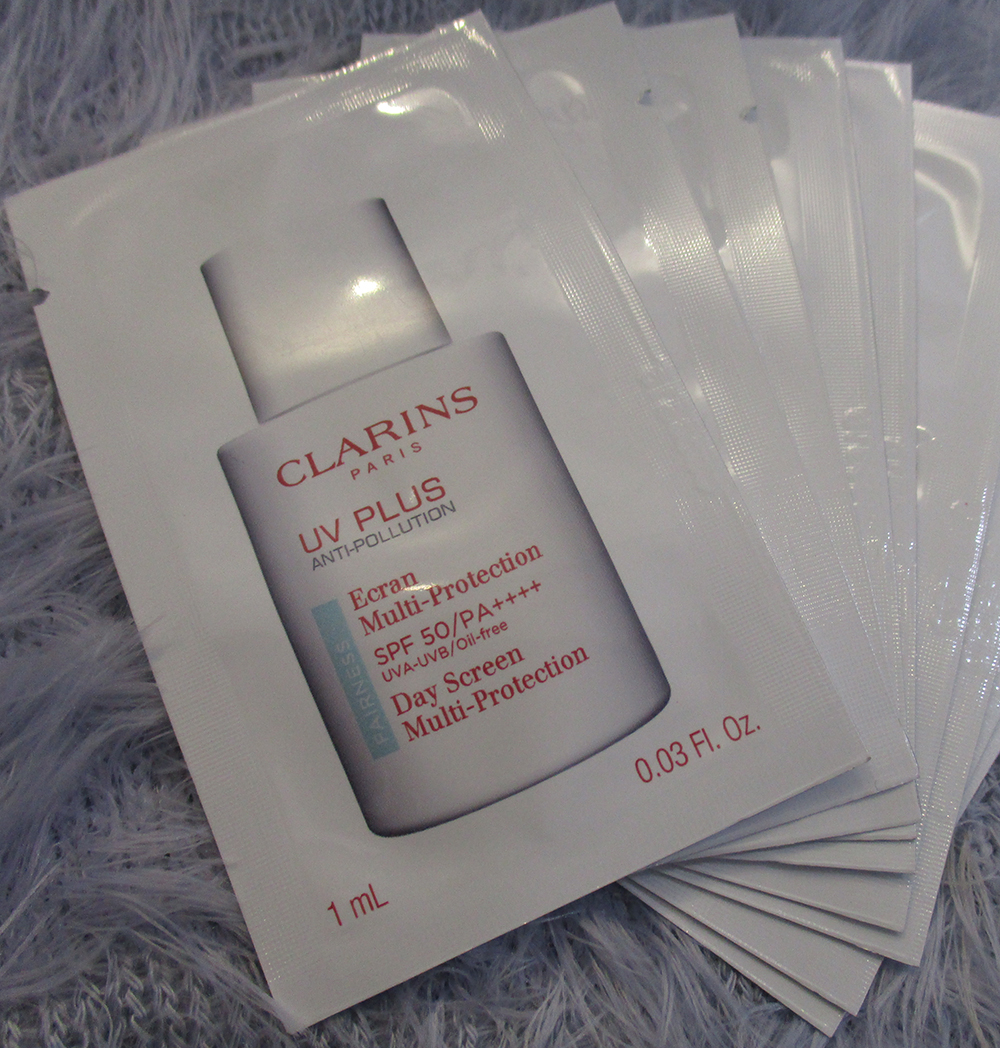 CLARINS
PARIS
UV PLUS
ANTI-POLLUTION
Ecran
Multi-Protection
SPF 50/PA++++
UVA-UVB/Oil-free
Day Screen
Multi-Protection
FAIRNESS
0.03 Fl. Oz.
1 mL